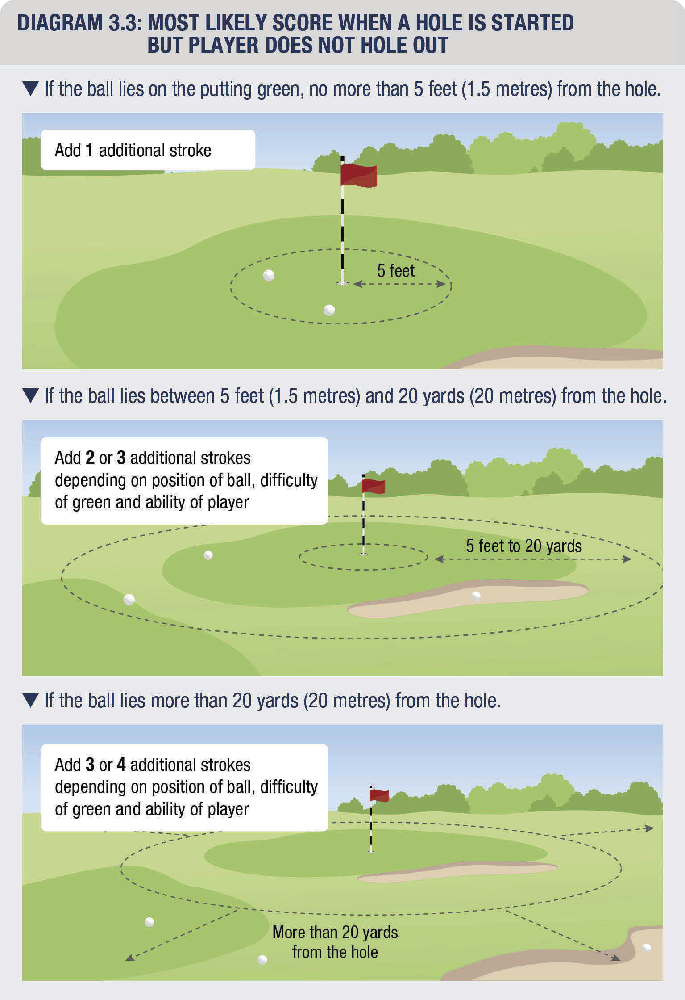 DIAGRAM 3.3: MOST LIKELY SCORE WHEN A HOLE IS STARTED
BUT PLAYER DOES NOT HOLE OUT
▼ If the ball lies on the putting green, no more than 5 feet (1.5 metres) from the hole.
Add 1 additional stroke
5 feet
▼ If the ball lies between 5 feet (1.5 metres) and 20 yards (20 metres) from the hole.
Add 2 or 3 additional strokes
depending on position of ball, difficulty
of green and ability of player
5 feet to 20 yards
▼ If the ball lies more than 20 yards (20 metres) from the hole.
Add 3 or 4 additional strokes
depending on position of ball, difficulty
of green and ability of player
More than 20 yards
from the hole